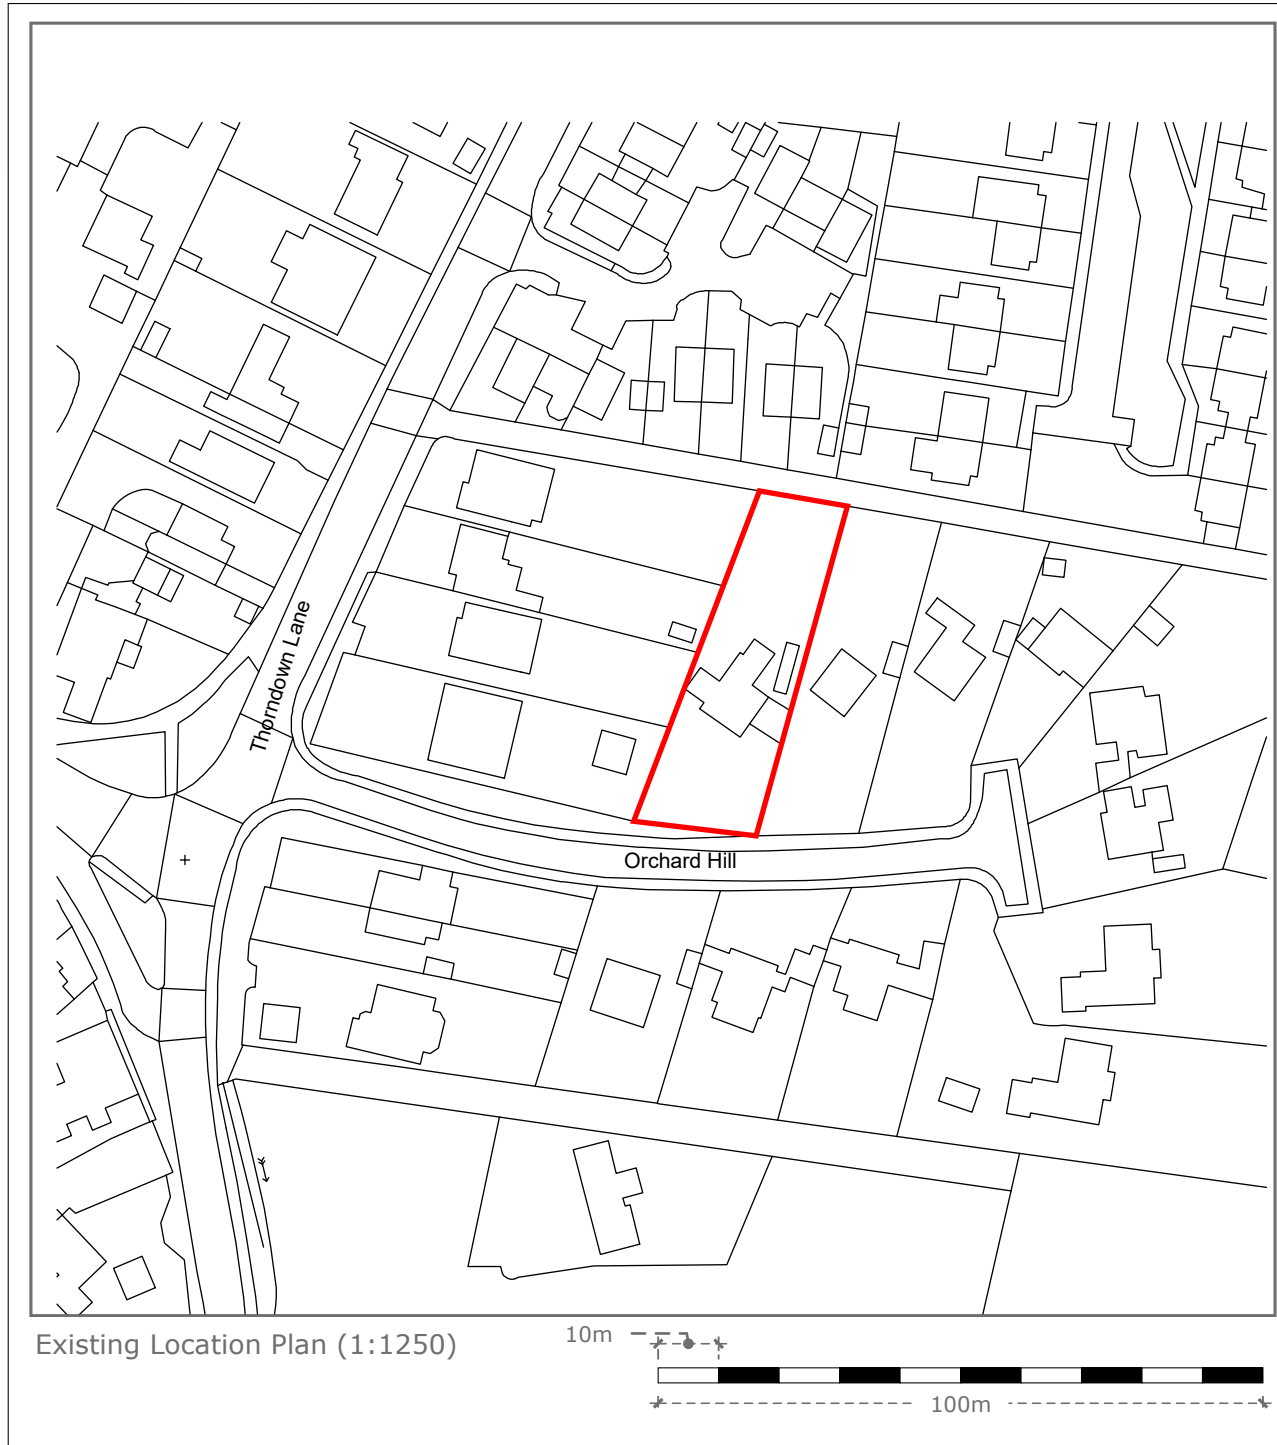 Thorndown Lane
Orchard Hill
Existing Location Plan (1:1250)
10m
100m